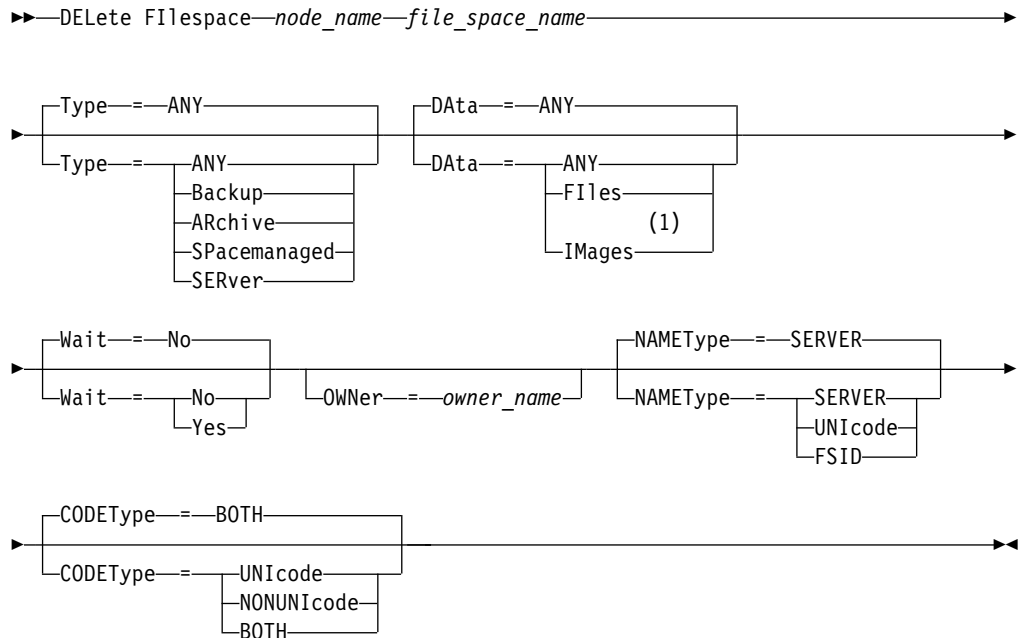 DELete FIlespace node_name file_space_name
Type = ANY
DAta = ANY
Type = ANY
DAta = ANY
Backup
FIles
ARchive
(1)
SPacemanaged
IMages
SERver
Wait = No
NAMEType = SERVER
Wait = No
OWNer = owner_name
NAMEType = SERVER
Yes
UNIcode
FSID
CODEType = BOTH
CODEType = UNIcode
NONUNIcode
BOTH